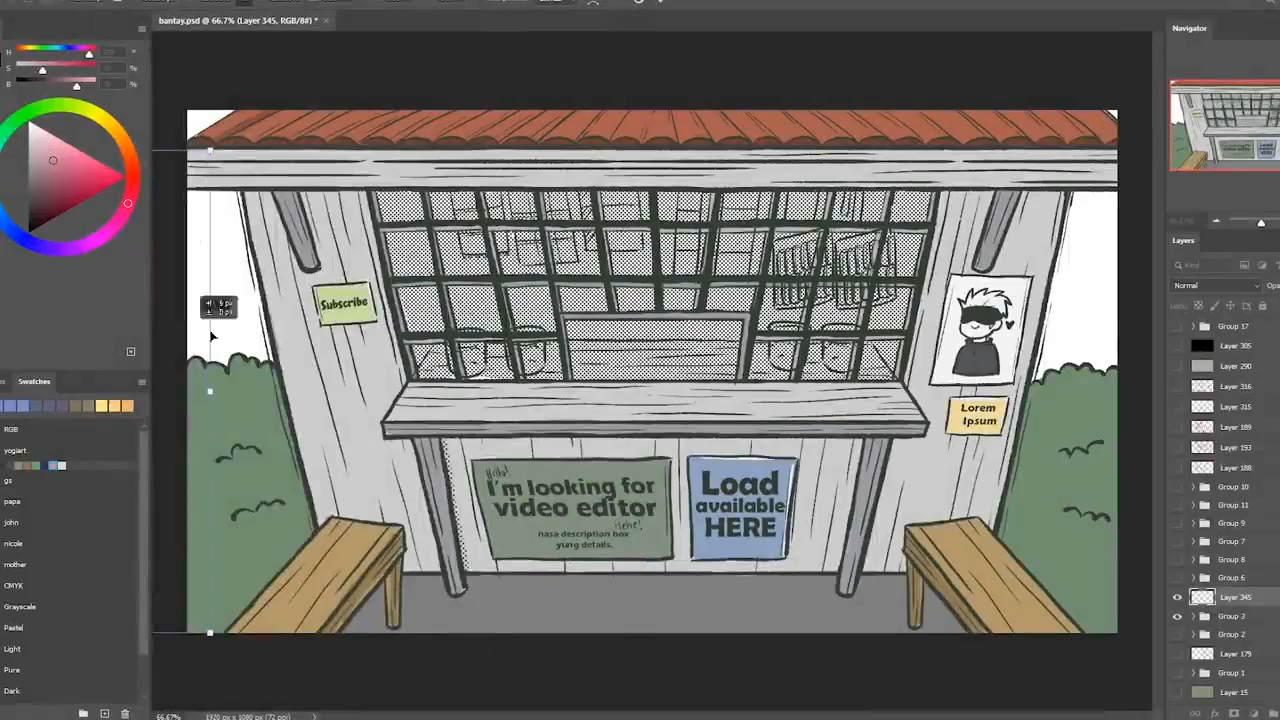 bantay.psd @ 66.7% (Layer 345, RGB/8#) *
Navigator
H
S
B
%
%
Layers
Kind
Normal
Subscribe
Group 17
Layer 305
Layer 290
Layer 316
Layer 315
Layer 189
Layer 193
Layer 188
Group 10
Group 11
Group 9
Group 7
Group 8
Group 6
Layer 345
Group 3
Group 2
Layer 179
Group 1
Layer 15
Swatches
RGB
yogiart
gs
papa
john
nicole
mother
CMYK
Grayscale
Pastel
Light
Pure
Dark
Lorem
Ipsum
Hello!
I'm looking for
video editor
Hehe!
nasa description box
yung details.
Load
available
HERE
66.67%
1920 px x 1080 px (72 ppi)